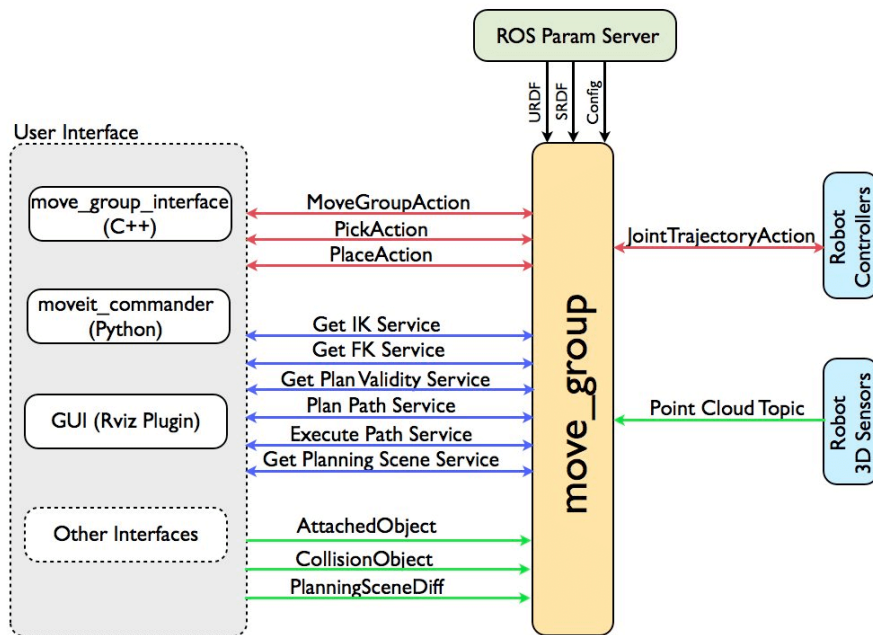 ROS Param Server
URDF
SRDF
Config
User Interface
move_group_interface
(C++)
moveit_commander
(Python)
GUI (Rviz Plugin)
Other Interfaces
MoveGroupAction
PickAction
PlaceAction
Get IK Service
Get FK Service
Get Plan Validity Service
Plan Path Service
Execute Path Service
Get Planning Scene Service
AttachedObject
CollisionObject
PlanningSceneDiff
move_group
JointTrajectoryAction
Point Cloud Topic
Robot
Controllers
Robot
3D Sensors